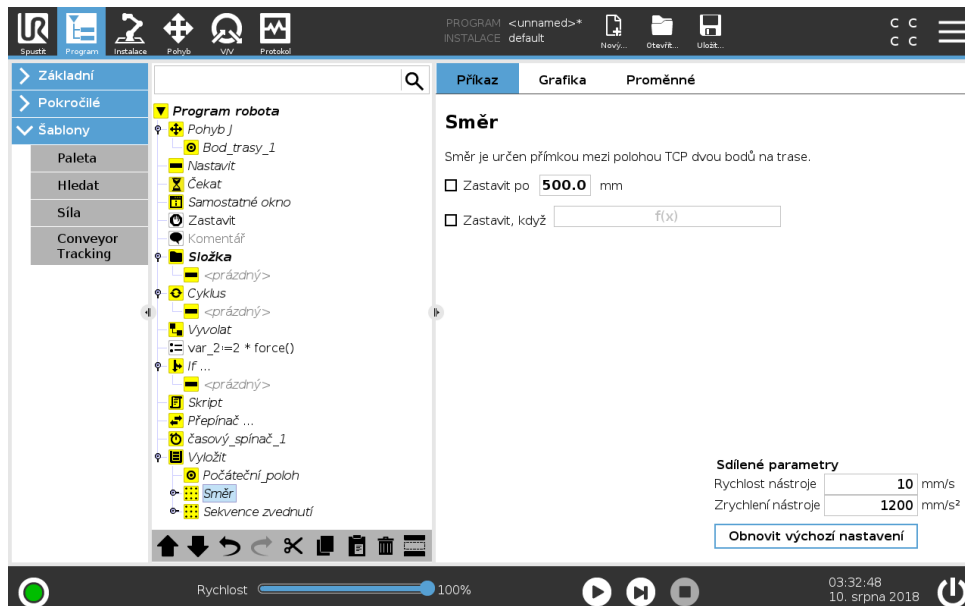 UR
Spustit
Program
Instalace
Pohyb
V/V
Protokol
PROGRAM <unnamed>*
INSTALACE default
Nový...
Otevřít...
Uložit...
C C
C C
Základní
Pokročilé
Šablony
Paleta
Hledat
Síla
Conveyor
Tracking
Program robota
Pohyb J
Bod_trasy_1
Nastavit
Čekat
Samostatné okno
Zastavit
Komentář
Složka
<prázdný>
Cyklus
<prázdný>
Vyvolat
var_2:=2 * force()
If ...
<prázdný>
Skript
Přepínač ...
časový_spínač_1
Vyložit
Počáteční_poloh
Směr
Sekvence zvednutí
Příkaz
Grafika
Proměnné
Směr
Směr je určen přímkou mezi polohou TCP dvou bodů na trase.
Zastavit po 500.0 mm
Zastavit, když f(x)
Sdílené parametry
Rychlost nástroje 10 mm/s
Zrychlení nástroje 1200 mm/s²
Obnovit výchozí nastavení
Rychlost 100%
03:32:48
10. srpna 2018